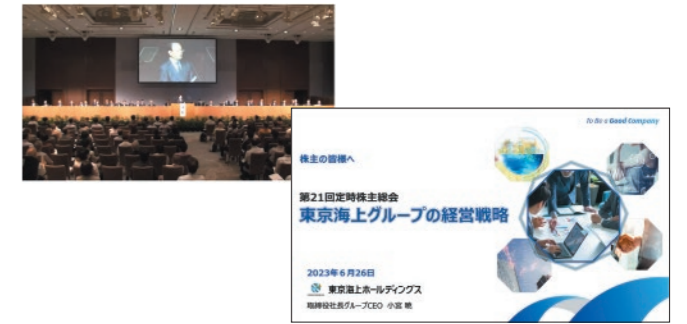 To Be a Good Company
株主の皆様へ
第21回定時株主総会
東京海上グループの経営戦略
2023年6月26日
東京海上ホールディングス
取締役社長グループCEO 小宮 暁